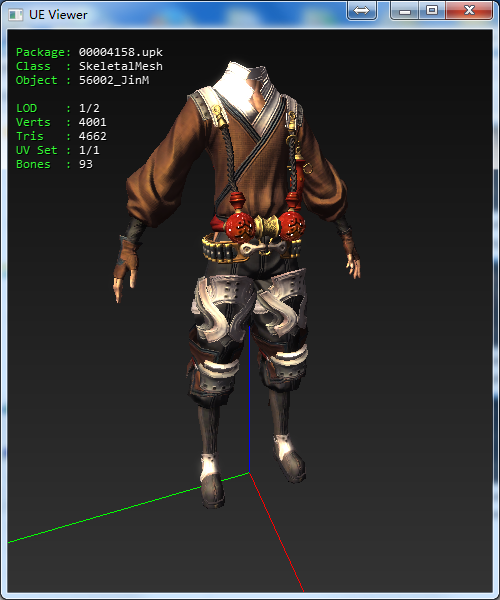 UE Viewer
Package: 00004158.upk
Class : SkeletalMesh
Object : 56002_JinM
LOD : 1/2
Verts : 4001
Tris : 4662
UV Set : 1/1
Bones : 93